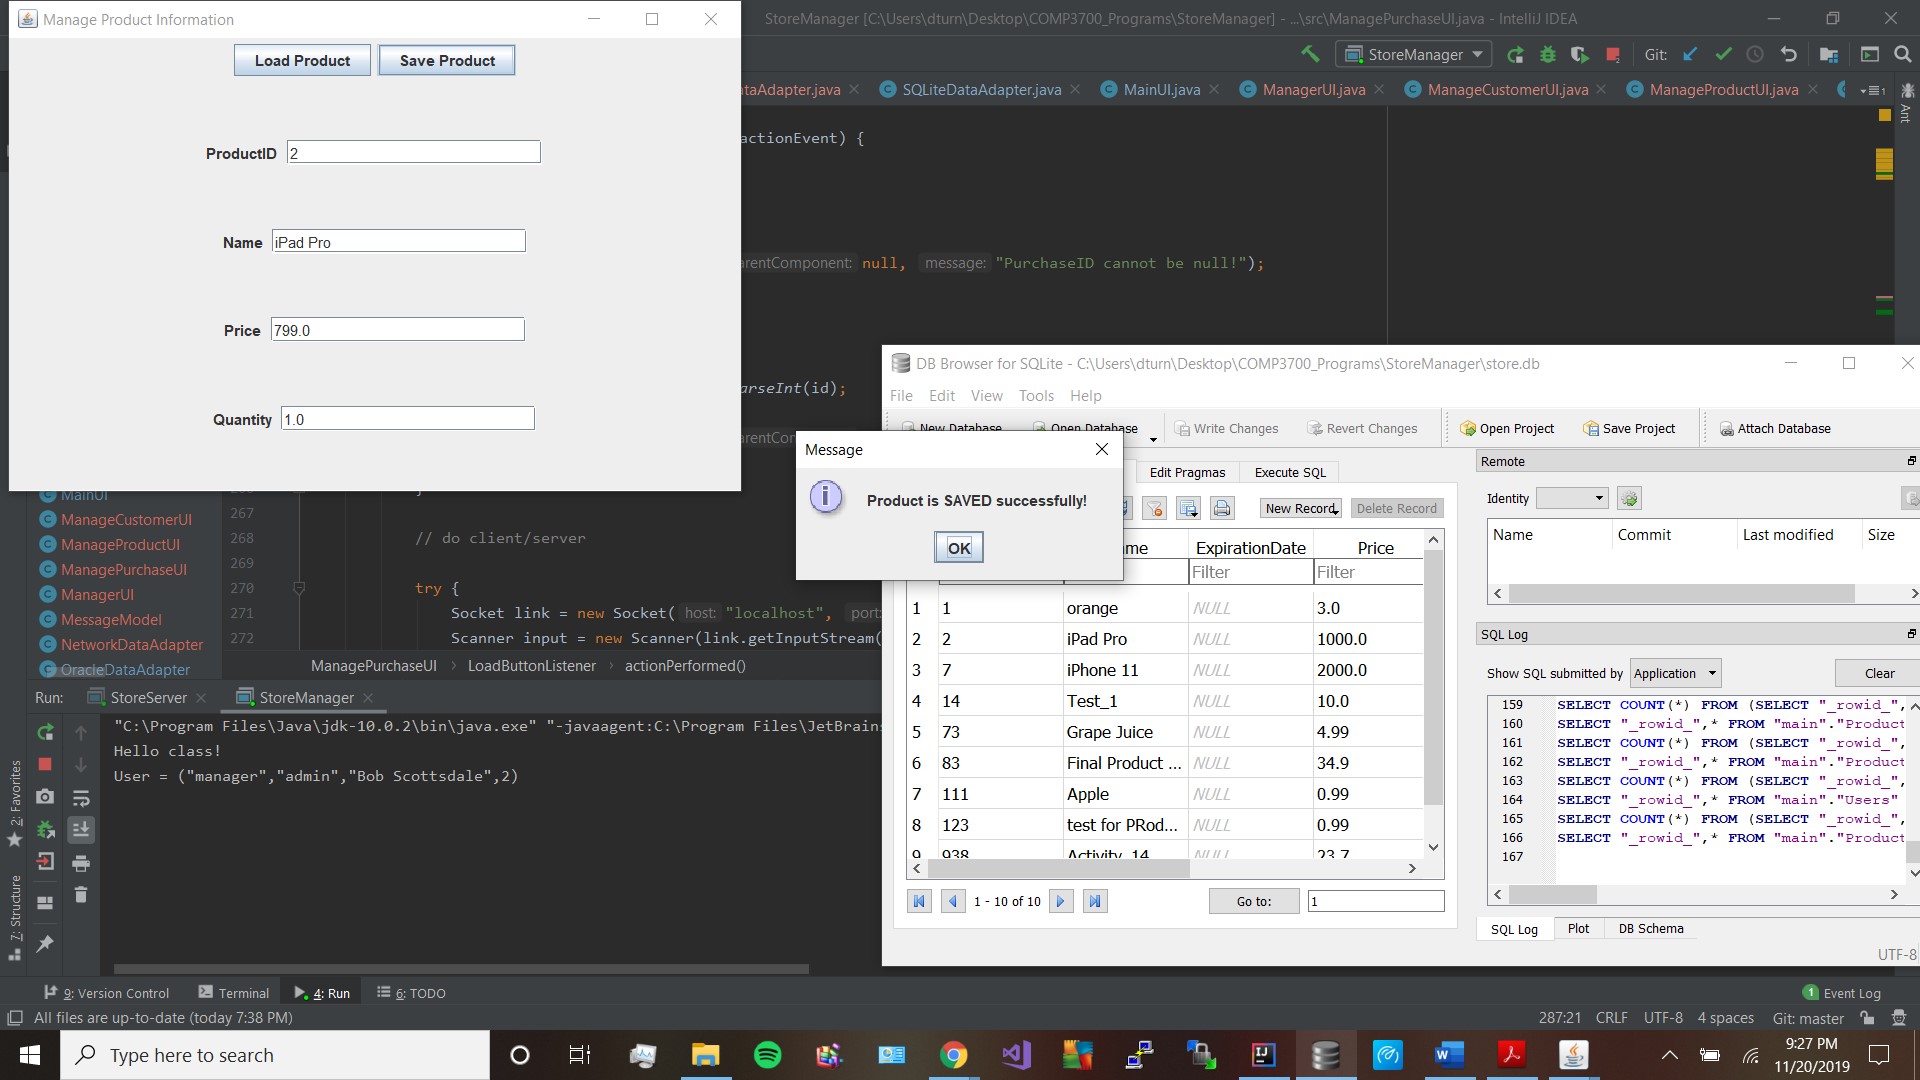 Manage Product Information
Load Product
Save Product
ProductID 2
Name iPad Pro
Price 799.0
Quantity 1.0
StoreManager [C:\Users\dturn\Desktop\COMP3700_Programs\StoreManager] - ...\src\ManagePurchaseUI.java - IntelliJ IDEA
StoreManager
Git:
ataAdapter.java
SQLiteDataAdapter.java
MainUI.java
ManagerUI.java
ManageCustomerUI.java
ManageProductUI.java
Ant
actionEvent) {
arentComponent: null, message: "PurchaseID cannot be null!");
arseInt(id);
arentCom
MainUI
ManageCustomerUI
ManageProductUI
ManagePurchaseUI
ManagerUI
MessageModel
NetworkDataAdapter
OracleDataAdapter
267
268 // do client/server
269
270 try {
271 Socket link = new Socket( host: "localhost", port:
272 Scanner input = new Scanner(link.getInputStream(
ManagePurchaseUI > LoadButtonListener > actionPerformed()
Run: StoreServer StoreManager
"C:\Program Files\Java\jdk-10.0.2\bin\java.exe" "-javaagent:C:\Program Files\JetBrain
Hello class!
User = ("manager","admin","Bob Scottsdale",2)
2: Favorites
7: Structure
Message
Product is SAVED successfully!
OK
DB Browser for SQLite - C:\Users\dturn\Desktop\COMP3700_Programs\StoreManager\store.db
File Edit View Tools Help
New Database Open Database Write Changes Revert Changes Open Project Save Project Attach Database
Edit Pragmas Execute SQL
New Record Delete Record
me ExpirationDate Price
Filter Filter
1 1 orange NULL 3.0
2 2 iPad Pro NULL 1000.0
3 7 iPhone 11 NULL 2000.0
4 14 Test_1 NULL 10.0
5 73 Grape Juice NULL 4.99
6 83 Final Product ... NULL 34.9
7 111 Apple NULL 0.99
8 123 test for PRod... NULL 0.99
9 938 Activity 14 NULL 23.7
1 - 10 of 10
Go to: 1
Remote
Identity
Name Commit Last modified Size
SQL Log
Show SQL submitted by Application Clear
159 SELECT COUNT(*) FROM (SELECT "_rowid_",
160 SELECT "_rowid_",* FROM "main"."Product
161 SELECT COUNT(*) FROM (SELECT "_rowid_",
162 SELECT "_rowid_",* FROM "main"."Product
163 SELECT COUNT(*) FROM (SELECT "_rowid_",
164 SELECT "_rowid_",* FROM "main"."Users"
165 SELECT COUNT(*) FROM (SELECT "_rowid_",
166 SELECT "_rowid_",* FROM "main"."Product
167
SQL Log Plot DB Schema
UTF-8
9: Version Control Terminal 4: Run 6: TODO
1 Event Log
All files are up-to-date (today 7:38 PM)
287:21 CRLF UTF-8 4 spaces Git: master
Type here to search
9:27 PM
11/20/2019